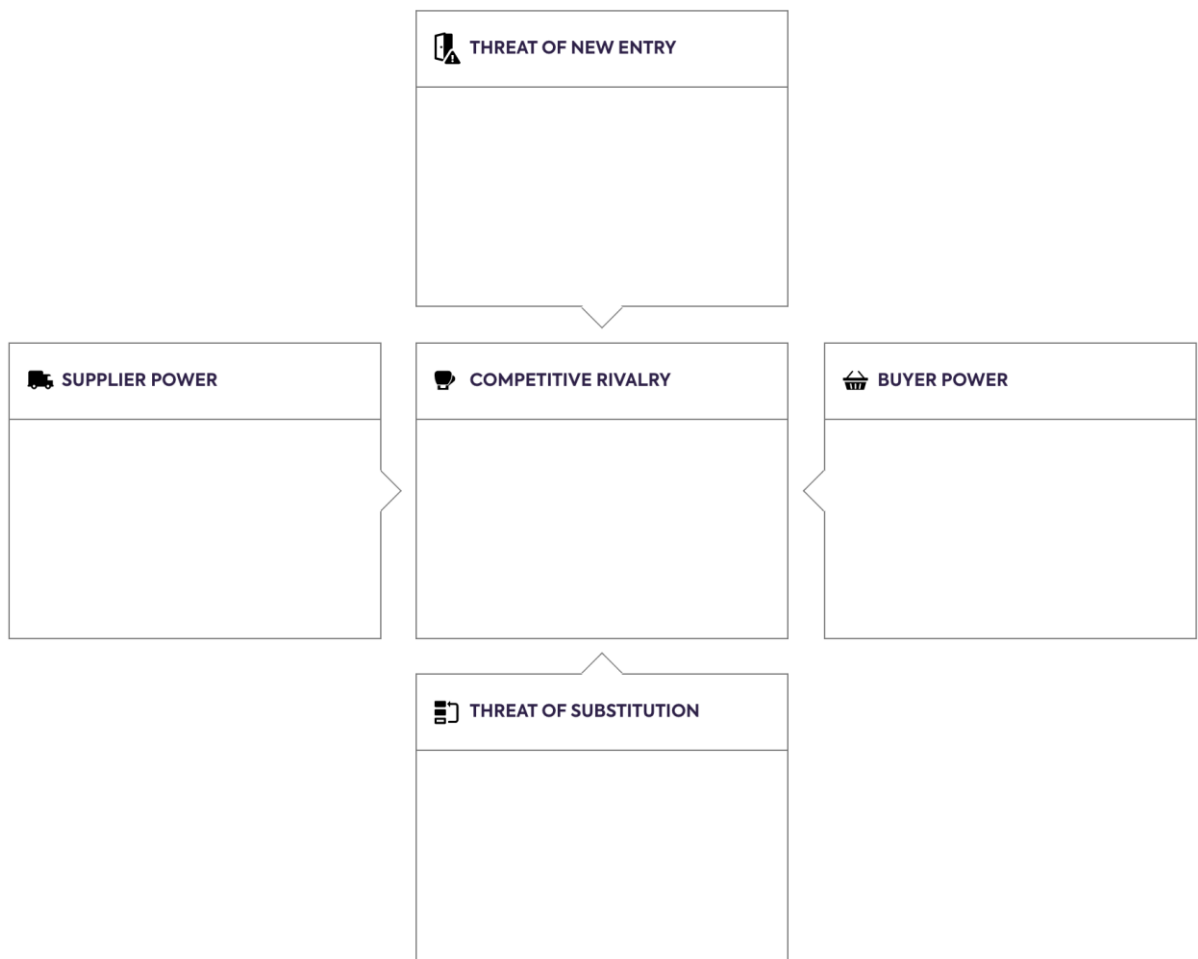 THREAT OF NEW ENTRY
SUPPLIER POWER
COMPETITIVE RIVALRY
BUYER POWER
THREAT OF SUBSTITUTION